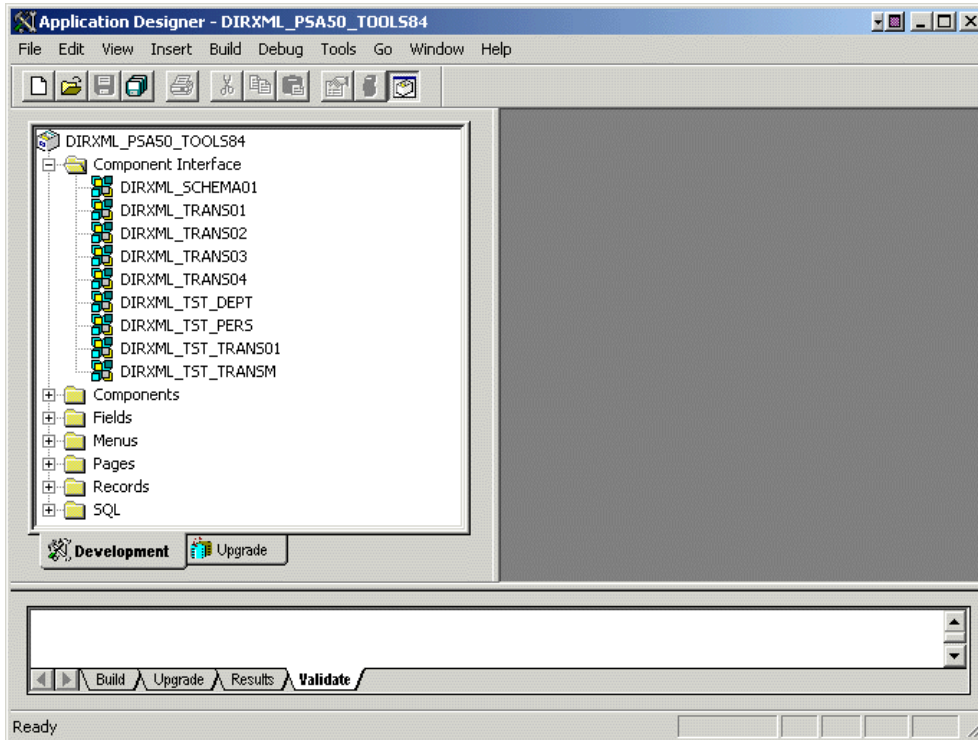 Application Designer - DIRXML_PSA50_TOOLS84
File Edit View Insert Build Debug Tools Go Window Help
DIRXML_PSA50_TOOLS84
Component Interface
DIRXML_SCHEMA01
DIRXML_TRANS01
DIRXML_TRANS02
DIRXML_TRANS03
DIRXML_TRANS04
DIRXML_TST_DEPT
DIRXML_TST_PERS
DIRXML_TST_TRANS01
DIRXML_TST_TRANSM
Components
Fields
Menus
Pages
Records
SQL
Development Upgrade
Build Upgrade Results Validate
Ready